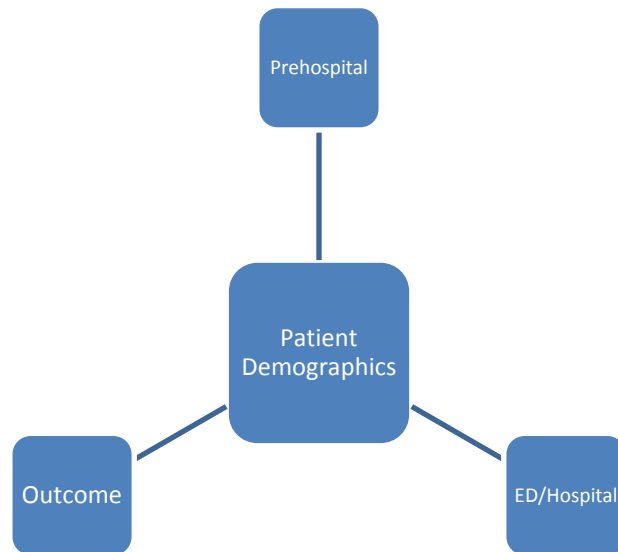 Prehospital
Patient
Demographics
Outcome
ED/Hospital